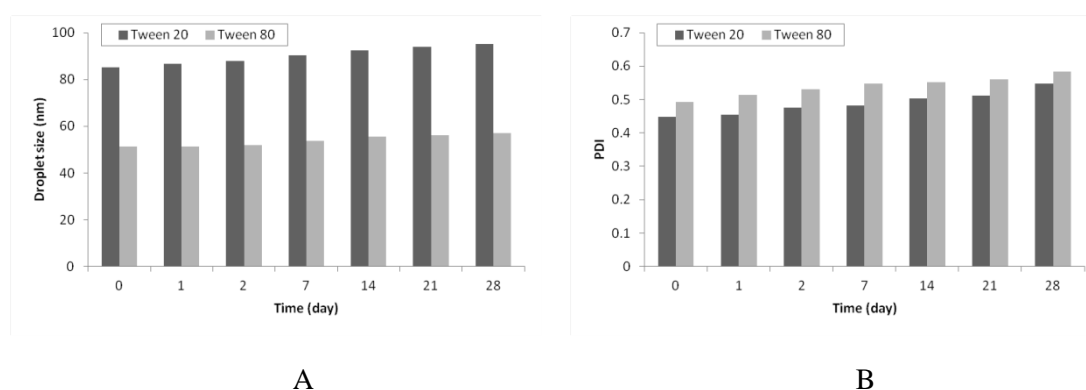 Tween 20 Tween 80
100
80
60
40
20
0
Droplet size (nm)
0 1 2 7 14 21 28
Time (day)
A
Tween 20 Tween 80
0.7
0.6
0.5
0.4
0.3
0.2
0.1
0
PDI
0 1 2 7 14 21 28
Time (day)
B